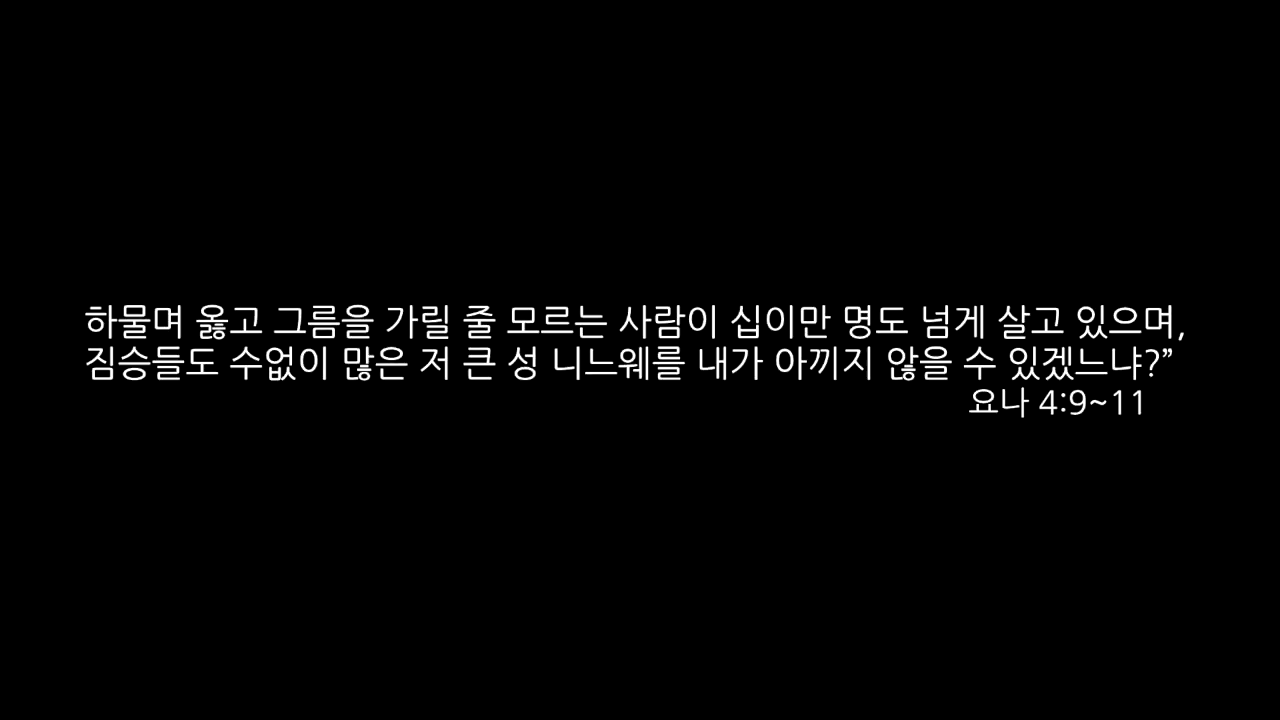 하물며 옳고 그름을 가릴 줄 모르는 사람이 십이만 명도 넘게 살고 있으며,
짐승들도 수없이 많은 저 큰 성 니느웨를 내가 아끼지 않을 수 있겠느냐?”
요나 4:9~11